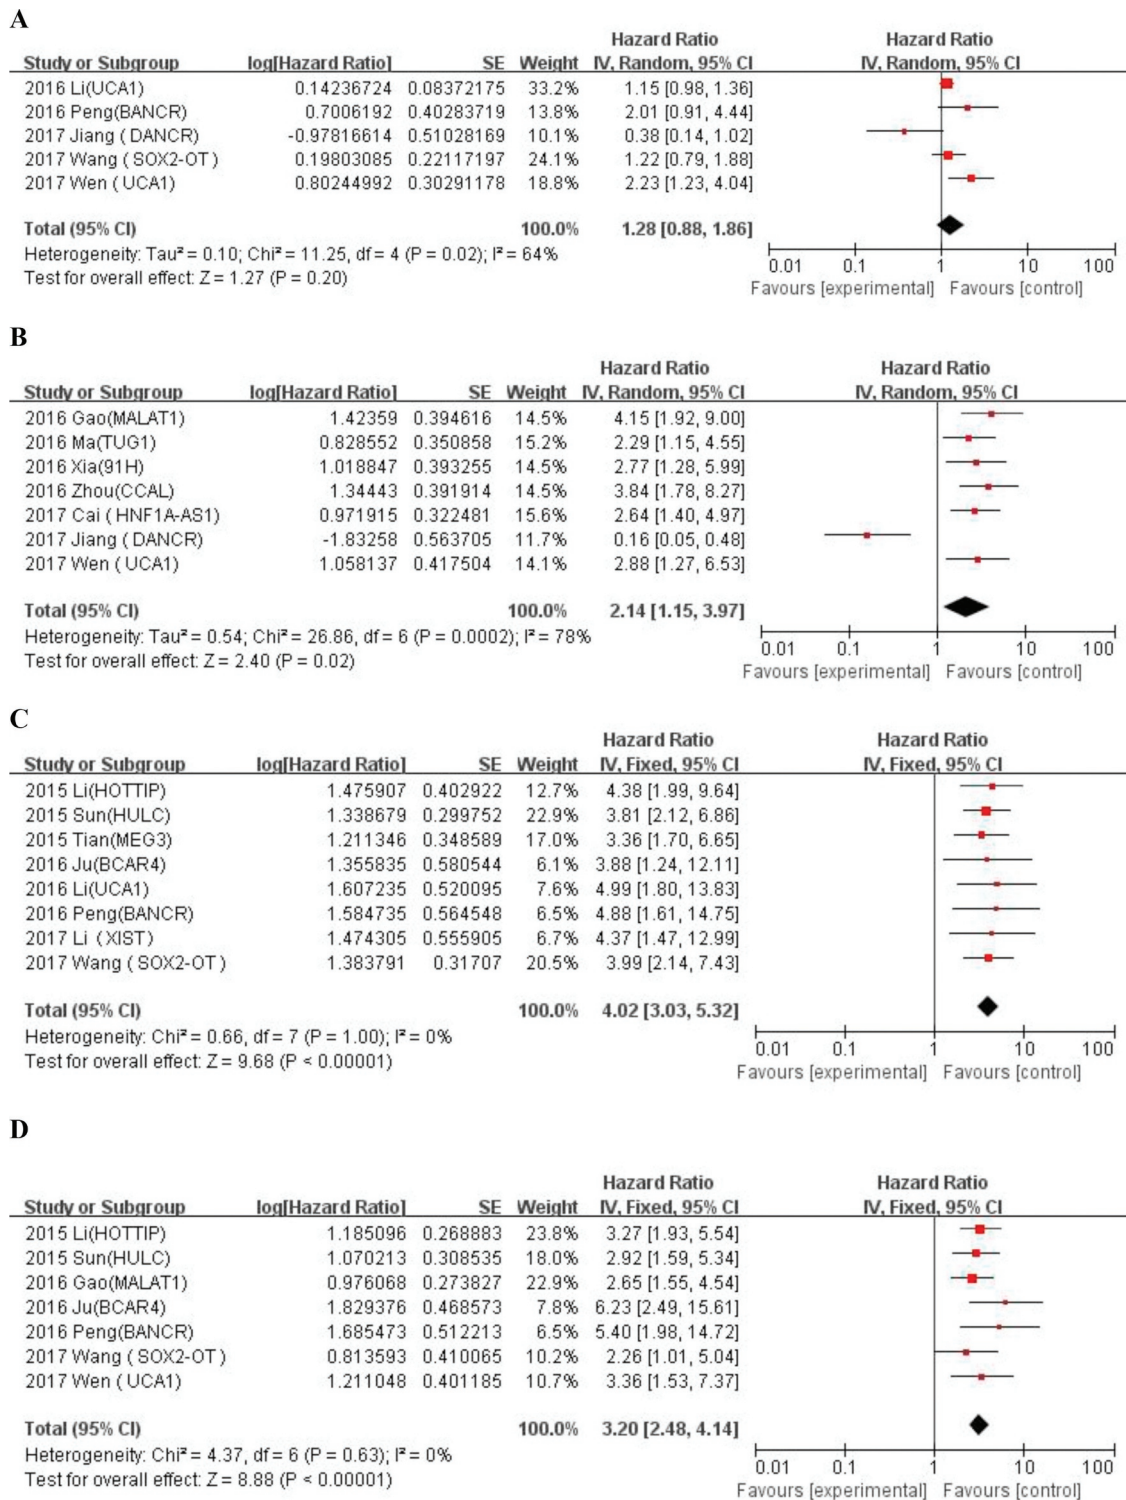 A
Hazard Ratio Hazard Ratio
Study or Subgroup log[Hazard Ratio] SE Weight IV, Random, 95% CI IV, Random, 95% CI
2016 Li(UCA1) 0.14236724 0.08372175 33.2% 1.15 [0.98, 1.36]
2016 Peng(BANCR) 0.7006192 0.40283719 13.8% 2.01 [0.91, 4.44]
2017 Jiang ( DANCR) -0.97816614 0.51028169 10.1% 0.38 [0.14, 1.02]
2017 Wang ( SOX2-OT) 0.19803085 0.22117197 24.1% 1.22 [0.79, 1.88]
2017 Wen ( UCA1) 0.80244992 0.30291178 18.8% 2.23 [1.23, 4.04]
Total (95% CI) 100.0% 1.28 [0.88, 1.86]
Heterogeneity: Tau² = 0.10; Chi² = 11.25, df = 4 (P = 0.02); I² = 64%
Test for overall effect: Z = 1.27 (P = 0.20)
0.01 0.1 1 10 100
Favours [experimental] Favours [control]
B
Hazard Ratio Hazard Ratio
Study or Subgroup log[Hazard Ratio] SE Weight IV, Random, 95% CI IV, Random, 95% CI
2016 Gao(MALAT1) 1.42359 0.394616 14.5% 4.15 [1.92, 9.00]
2016 Ma(TUG1) 0.828552 0.350858 15.2% 2.29 [1.15, 4.55]
2016 Xia(91H) 1.018847 0.393255 14.5% 2.77 [1.28, 5.99]
2016 Zhou(CCAL) 1.34443 0.391914 14.5% 3.84 [1.78, 8.27]
2017 Cai ( HNF1A-AS1) 0.971915 0.322481 15.6% 2.64 [1.40, 4.97]
2017 Jiang ( DANCR) -1.83258 0.563705 11.7% 0.16 [0.05, 0.48]
2017 Wen ( UCA1) 1.058137 0.417504 14.1% 2.88 [1.27, 6.53]
Total (95% CI) 100.0% 2.14 [1.15, 3.97]
Heterogeneity: Tau² = 0.54; Chi² = 26.86, df = 6 (P = 0.0002); I² = 78%
Test for overall effect: Z = 2.40 (P = 0.02)
0.01 0.1 1 10 100
Favours [experimental] Favours [control]
C
Hazard Ratio Hazard Ratio
Study or Subgroup log[Hazard Ratio] SE Weight IV, Fixed, 95% CI IV, Fixed, 95% CI
2015 Li(HOTTIP) 1.475907 0.402922 12.7% 4.38 [1.99, 9.64]
2015 Sun(HULC) 1.338679 0.299752 22.9% 3.81 [2.12, 6.86]
2015 Tian(MEG3) 1.211346 0.348589 17.0% 3.36 [1.70, 6.65]
2016 Ju(BCAR4) 1.355835 0.580544 6.1% 3.88 [1.24, 12.11]
2016 Li(UCA1) 1.607235 0.520095 7.6% 4.99 [1.80, 13.83]
2016 Peng(BANCR) 1.584735 0.564548 6.5% 4.88 [1.61, 14.75]
2017 Li (XIST) 1.474305 0.555905 6.7% 4.37 [1.47, 12.99]
2017 Wang ( SOX2-OT) 1.383791 0.31707 20.5% 3.99 [2.14, 7.43]
Total (95% CI) 100.0% 4.02 [3.03, 5.32]
Heterogeneity: Chi² = 0.66, df = 7 (P = 1.00); I² = 0%
Test for overall effect: Z = 9.68 (P < 0.00001)
0.01 0.1 1 10 100
Favours [experimental] Favours [control]
D
Hazard Ratio Hazard Ratio
Study or Subgroup log[Hazard Ratio] SE Weight IV, Fixed, 95% CI IV, Fixed, 95% CI
2015 Li(HOTTIP) 1.185096 0.268883 23.8% 3.27 [1.93, 5.54]
2015 Sun(HULC) 1.070213 0.308535 18.0% 2.92 [1.59, 5.34]
2016 Gao(MALAT1) 0.976068 0.273827 22.9% 2.65 [1.55, 4.54]
2016 Ju(BCAR4) 1.829376 0.468573 7.8% 6.23 [2.49, 15.61]
2016 Peng(BANCR) 1.685473 0.512213 6.5% 5.40 [1.98, 14.72]
2017 Wang ( SOX2-OT) 0.813593 0.410065 10.2% 2.26 [1.01, 5.04]
2017 Wen ( UCA1) 1.211048 0.401185 10.7% 3.36 [1.53, 7.37]
Total (95% CI) 100.0% 3.20 [2.48, 4.14]
Heterogeneity: Chi² = 4.37, df = 6 (P = 0.63); I² = 0%
Test for overall effect: Z = 8.88 (P < 0.00001)
0.01 0.1 1 10 100
Favours [experimental] Favours [control]